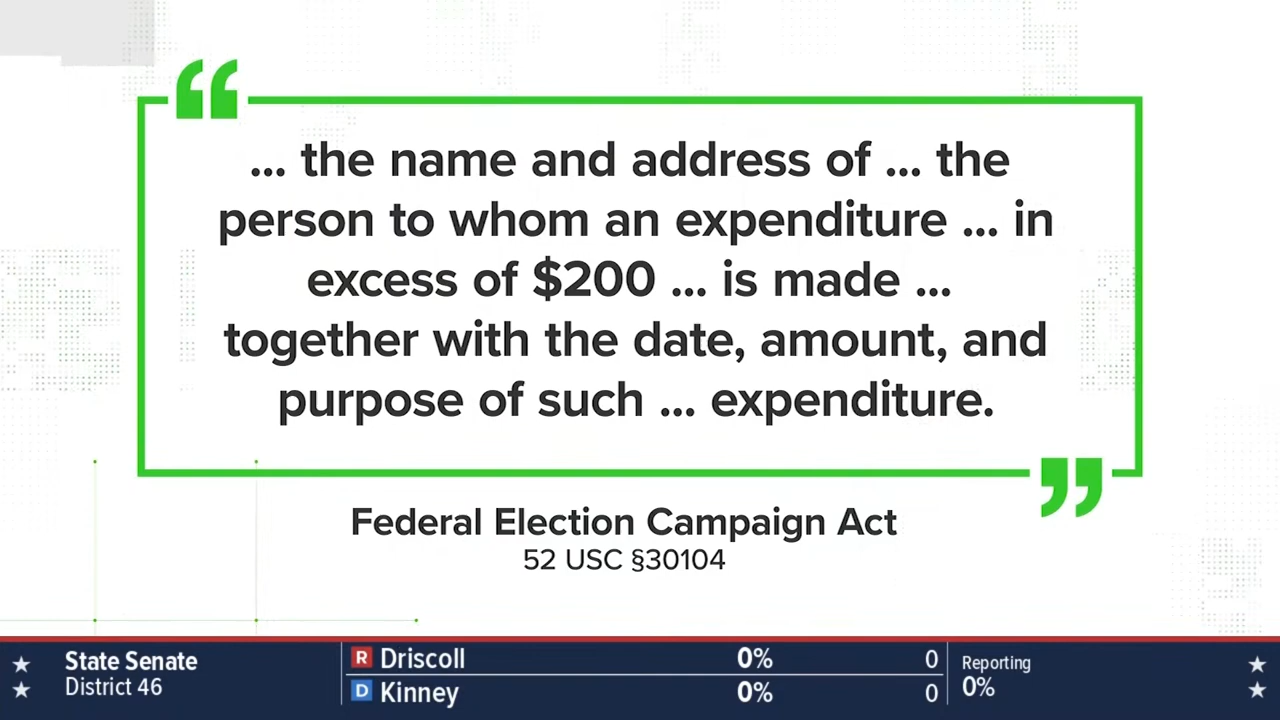 “
... the name and address of ... the
person to whom an expenditure ... in
excess of $200 ... is made ...
together with the date, amount, and
purpose of such ... expenditure.
”
Federal Election Campaign Act
52 USC §30104
State Senate
District 46
R Driscoll 0% 0
D Kinney 0% 0
Reporting
0%